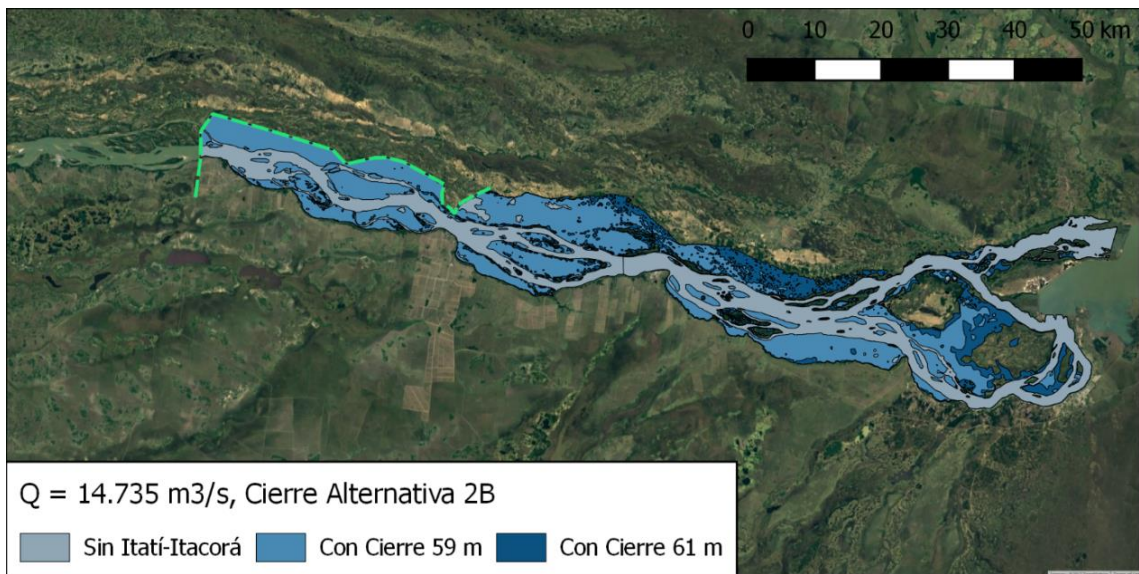 0 10 20 30 40 50 km
Q = 14.735 m3/s, Cierre Alternativa 2B
Sin Itatí-Itacorá Con Cierre 59 m Con Cierre 61 m